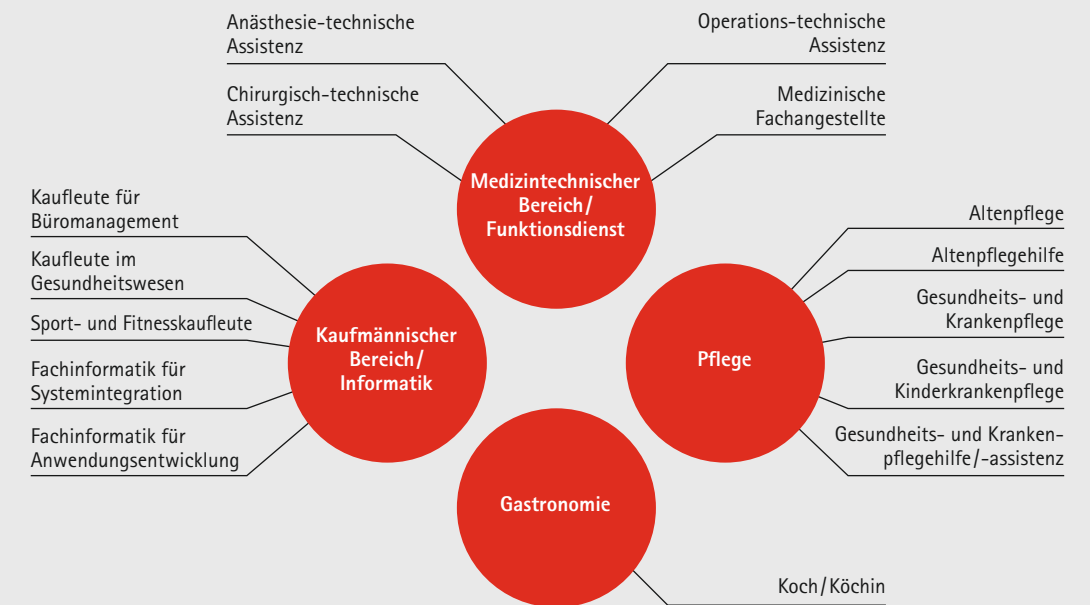 Anästhesie-technische
Assistenz
Chirurgisch-technische
Assistenz
Operations-technische
Assistenz
Medizinische
Fachangestellte
Medizintechnischer
Bereich/
Funktionsdienst
Kaufleute für
Büromanagement
Kaufleute im
Gesundheitswesen
Sport- und Fitnesskaufleute
Fachinformatik für
Systemintegration
Fachinformatik für
Anwendungsentwicklung
Kaufmännischer
Bereich/
Informatik
Pflege
Altenpflege
Altenpflegehilfe
Gesundheits- und
Krankenpflege
Gesundheits- und
Kinderkrankenpflege
Gesundheits- und Kranken-
pflegehilfe/-assistenz
Gastronomie
Koch/Köchin